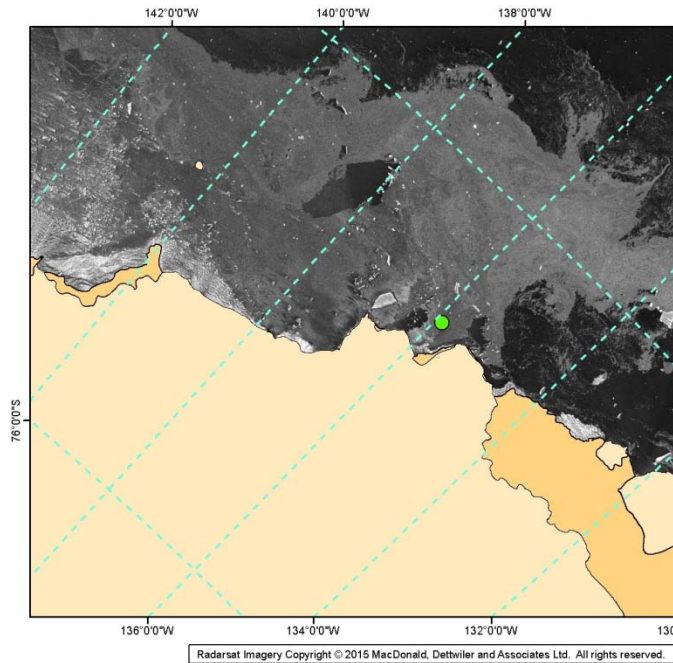 142°0'0"W 140°0'0"W 138°0'0"W
76°0'0"S
136°0'0"W 134°0'0"W 132°0'0"W 130
Radarsat Imagery Copyright © 2015 MacDonald, Dettwiler and Associates Ltd. All rights reserved.